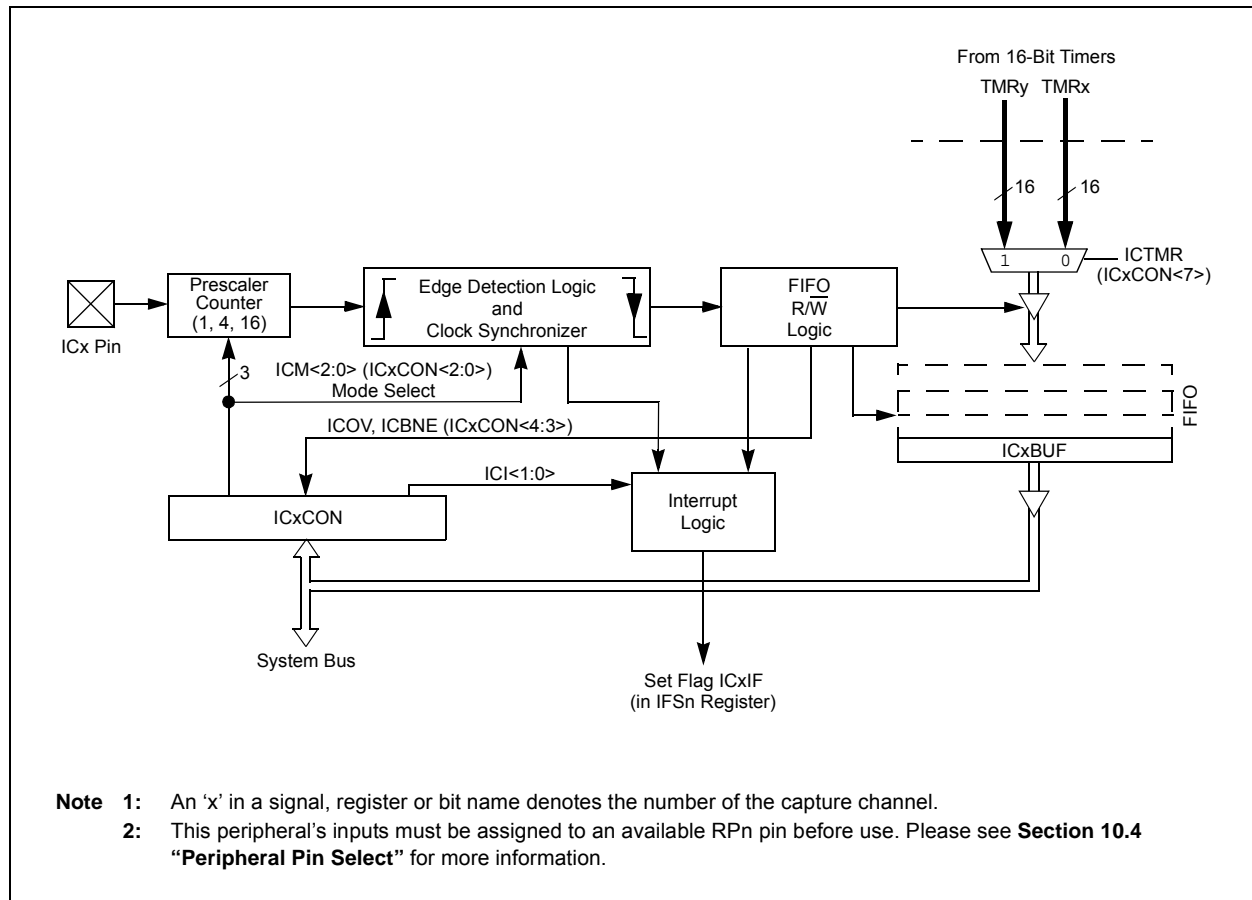 From 16-Bit Timers
TMRy TMRx
16 16
1 0
ICTMR
(ICxCON<7>)
Prescaler
Counter
(1, 4, 16)
Edge Detection Logic
and
Clock Synchronizer
FIFO
R/W
Logic
ICx Pin
3
ICM<2:0> (ICxCON<2:0>)
Mode Select
FIFO
ICOV, ICBNE (ICxCON<4:3>)
ICxBUF
ICI<1:0>
ICxCON
Interrupt
Logic
System Bus
Set Flag ICxIF
(in IFSn Register)
Note 1: An ‘x’ in a signal, register or bit name denotes the number of the capture channel.
2: This peripheral’s inputs must be assigned to an available RPn pin before use. Please see Section 10.4
“Peripheral Pin Select” for more information.